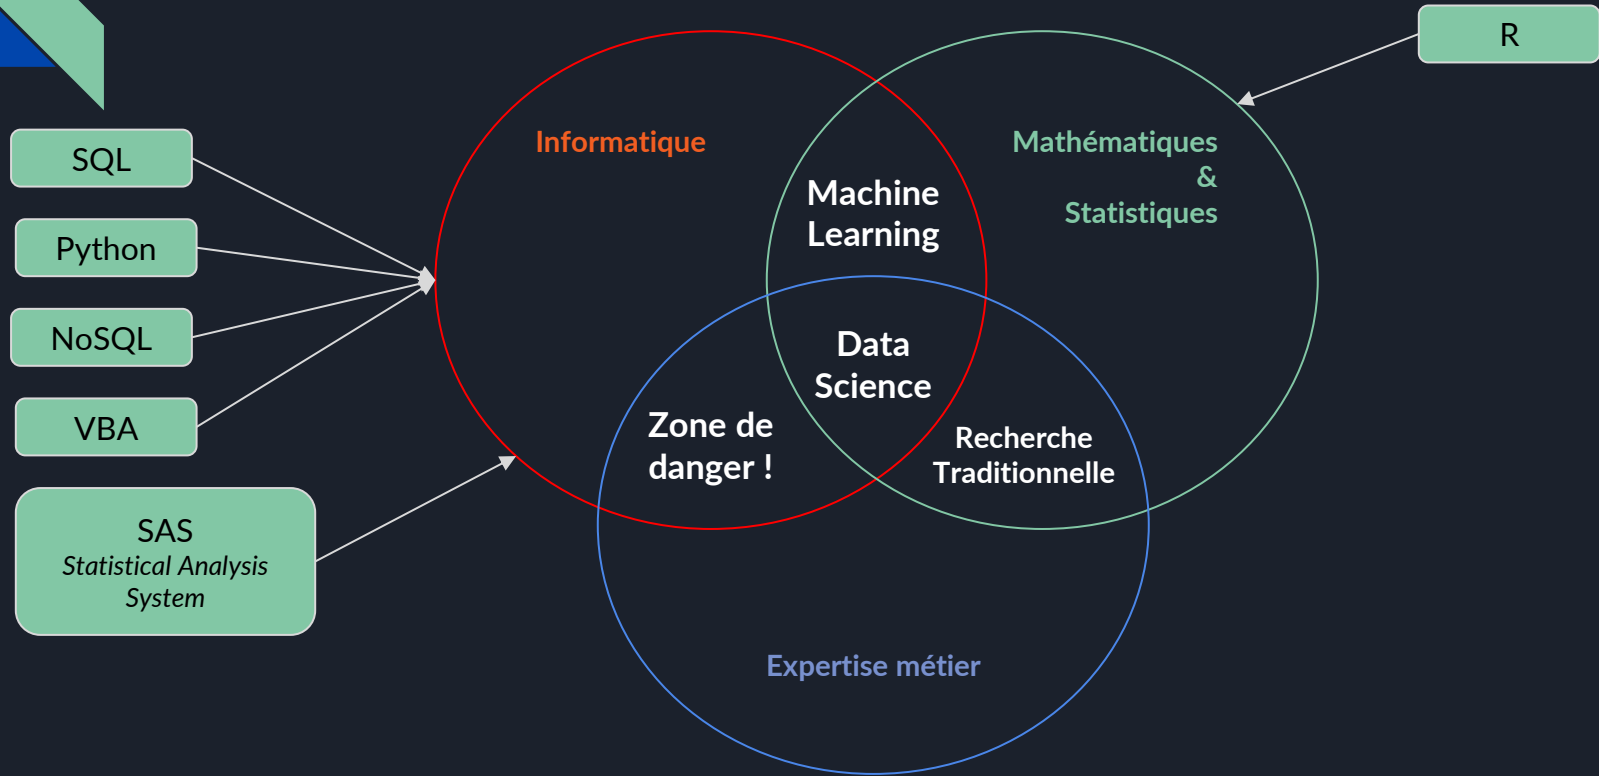 R
SQL
Python
NoSQL
VBA
SAS
Statistical Analysis
System
Informatique
Mathématiques
&
Statistiques
Machine
Learning
Data
Science
Zone de
danger !
Recherche
Traditionnelle
Expertise métier